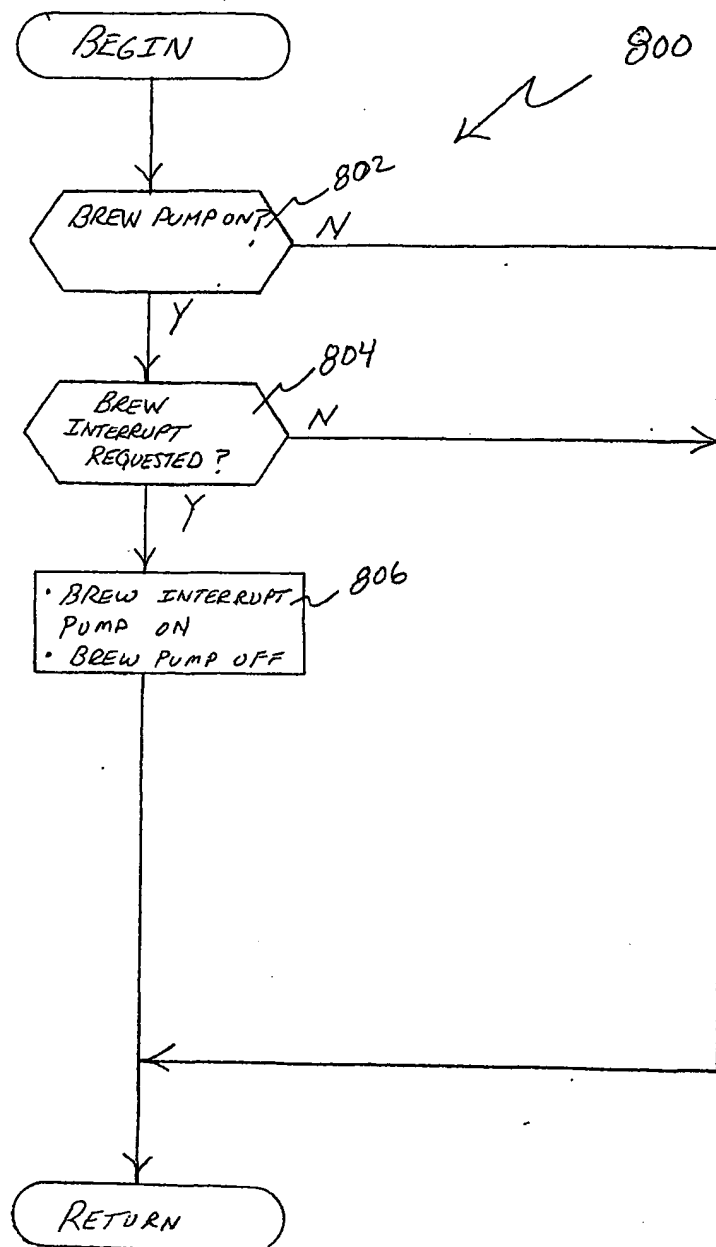 BEGIN
800
802
BREW PUMP ON?
N
Y
804
BREW
INTERRUPT
REQUESTED?
N
Y
806
• BREW INTERRUPT
PUMP ON
• BREW PUMP OFF
RETURN